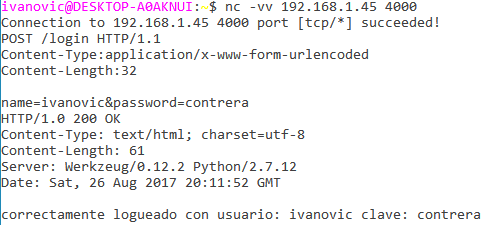 ivanovic@DESKTOP-A0AKNUI:~$ nc -vv 192.168.1.45 4000
Connection to 192.168.1.45 4000 port [tcp/*] succeeded!
POST /login HTTP/1.1
Content-Type:application/x-www-form-urlencoded
Content-Length:32

name=ivanovic&password=contrera
HTTP/1.0 200 OK
Content-Type: text/html; charset=utf-8
Content-Length: 61
Server: Werkzeug/0.12.2 Python/2.7.12
Date: Sat, 26 Aug 2017 20:11:52 GMT

correctamente logueado con usuario: ivanovic clave: contrera